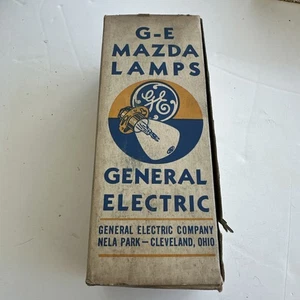 G-E
MAZDA
LAMPS
GE
GENERAL
ELECTRIC
GENERAL ELECTRIC COMPANY
NELA PARK — CLEVELAND, OHIO